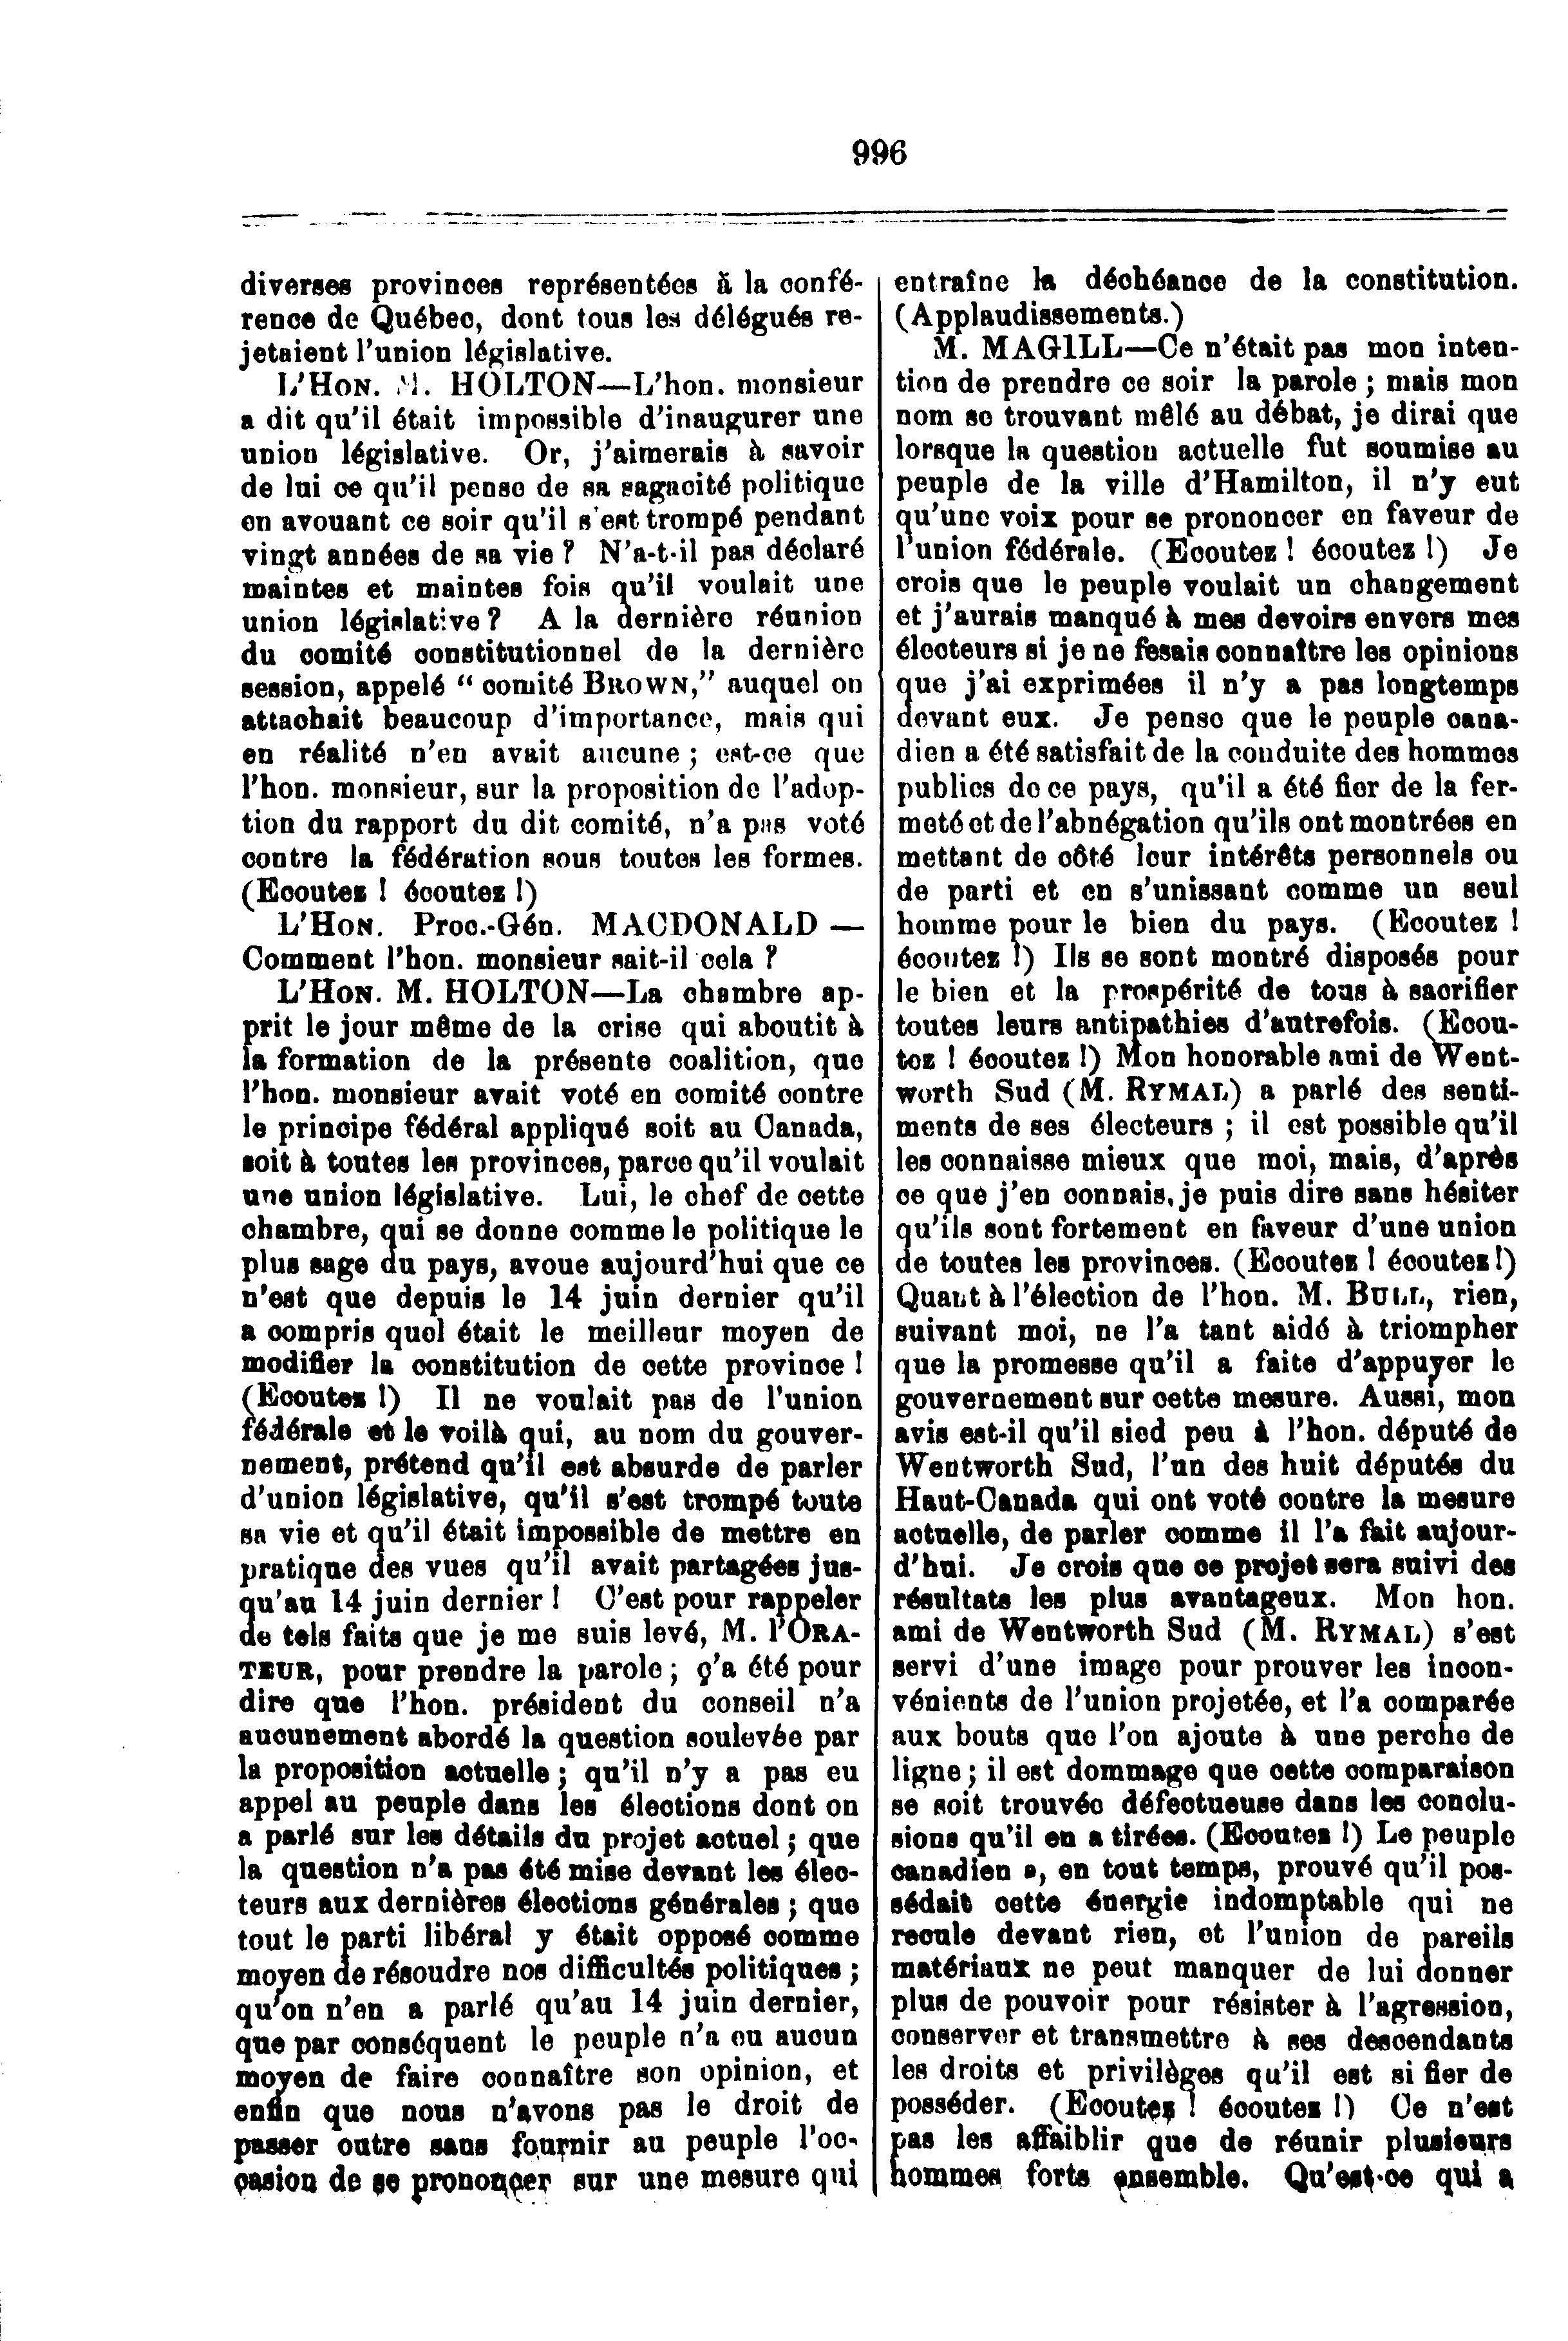 996
diverses provinces représentées à la confé-
rence de Québec, dont tous les délégués re-
jetaient l'union législative.
L'HON. M. HOLTON—L'hon. monsieur
a dit qu'il était impossible d'inaugurer une
union législative. Or, j'aimerais à savoir
de lui ce qu'il pense de sa sagacité politique
en avouant ce soir qu'il s'est trompé pendant
vingt années de sa vie ? N'a-t-il pas déclaré
maintes et maintes fois qu'il voulait une
union législative ? A la dernière réunion
du comité constitutionnel de la dernière
session, appelé " comité BROWN," auquel on
attachait beaucoup d'importance, mais qui
en réalité n'en avait aucune ; est-ce que
l'hon. monsieur, sur la proposition de l'adop-
tion du rapport du dit comité, n'a pas voté
contre la fédération sous toutes les formes.
(Ecoutez ! écoutez !)
L'HON. Proc.-Gén. MACDONALD —
Comment l'hon. monsieur sait-il cela ?
L'HON. M. HOLTON—La chambre ap-
prit le jour même de la crise qui aboutit à
la formation de la présente coalition, que
l'hon. monsieur avait voté en comité contre
le principe fédéral appliqué soit au Canada,
soit à toutes les provinces, parce qu'il voulait
une union législative. Lui, le chef de cette
chambre, qui se donne comme le politique le
plus sage du pays, avoue aujourd'hui que ce
n'est que depuis le 14 juin dernier qu'il
a compris quel était le meilleur moyen de
modifier la constitution de cette province !
(Ecoutez !) Il ne voulait pas de l'union
fédérale et le voilà qui, au nom du gouver-
nement, prétend qu'il est absurde de parler
d'union législative, qu'il s'est trompé toute
sa vie et qu'il était impossible de mettre en
pratique des vues qu'il avait partagées jus-
qu'au 14 juin dernier ! C'est pour rappeler
de tels faits que je me suis levé, M. l'ORA-
TEUR, pour prendre la parole ; ç'a été pour
dire que l'hon. président du conseil n'a
aucunement abordé la question soulevée par
la proposition actuelle ; qu'il n'y a pas eu
appel au peuple dans les élections dont on
a parlé sur les détails du projet actuel ; que
la question n'a pas été mise devant les élec-
teurs aux dernières élections générales ; que
tout le parti libéral y était opposé comme
moyen de résoudre nos difficultés politiques ;
qu'on n'en a parlé qu'au 14 juin dernier,
que par conséquent le peuple n'a eu aucun
moyen de faire connaître son opinion, et
enfin que nous n'avons pas le droit de
passer outre sans fournir au peuple l'oc-
casion de se prononcer sur une mesure qui
entraîne la déchéance de la constitution.
(Applaudissements.)
M. MAGILL—Ce n'était pas mon inten-
tion de prendre ce soir la parole ; mais mon
nom se trouvant mêlé au débat, je dirai que
lorsque la question actuelle fut soumise au
peuple de la ville d'Hamilton, il n'y eut
qu'une voix pour se prononcer en faveur de
l'union fédérale. (Ecoutez ! écoutez !) Je
crois que le peuple voulait un changement
et j'aurais manqué à mes devoirs envers mes
électeurs si je ne fesais connaître les opinions
que j'ai exprimées il n'y a pas longtemps
devant eux. Je pense que le peuple cana-
dien a été satisfait de la conduite des hommes
publics de ce pays, qu'il a été fier de la fer-
meté et de l'abnégation qu'ils ont montrées en
mettant de côté leur intérêts personnels ou
de parti et en s'unissant comme un seul
homme pour le bien du pays. (Ecoutez !
écoutez !) Ils se sont montré disposés pour
le bien et la prospérité de tous à sacrifier
toutes leurs antipathies d'autrefois. (Ecou-
tez ! écoutez !) Mon honorable ami de Went-
worth Sud (M. RYMAL) a parlé des senti-
ments de ses électeurs ; il est possible qu'il
les connaisse mieux que moi, mais, d'après
ce que j'en connais, je puis dire sans hésiter
qu'ils sont fortement en faveur d'une union
de toutes les provinces. (Ecoutez ! écoutez !)
Quant à l'élection de l'hon. M. BULL, rien,
suivant moi, ne l'a tant aidé à triompher
que la promesse qu'il a faite d'appuyer le
gouvernement sur cette mesure. Aussi, mon
avis est-il qu'il sied peu à l'hon. député de
Wentworth Sud, l'un des huit députés du
Haut-Canada qui ont voté contre la mesure
actuelle, de parler comme il l'a fait aujour-
d'hui. Je crois que ce projet sera suivi des
résultats les plus avantageux. Mon hon.
ami de Wentworth Sud (M. RYMAL) s'est
servi d'une image pour prouver les incon-
vénients de l'union projetée, et l'a comparée
aux bouts que l'on ajoute à une perche de
ligne ; il est dommage que cette comparaison
se soit trouvée défectueuse dans les conclu-
sions qu'il en a tirées. (Ecoutez !) Le peuple
canadien a, en tout temps, prouvé qu'il pos-
sédait cette énergie indomptable qui ne
recule devant rien, et l'union de pareils
matériaux ne peut manquer de lui donner
plus de pouvoir pour résister à l'agression,
conserver et transmettre à ses descendants
les droits et privilèges qu'il est si fier de
posséder. (Ecoutez ! écoutez !) Ce n'est
pas les affaiblir que de réunir plusieurs
hommes forts ensemble. Qu'est-ce qui a